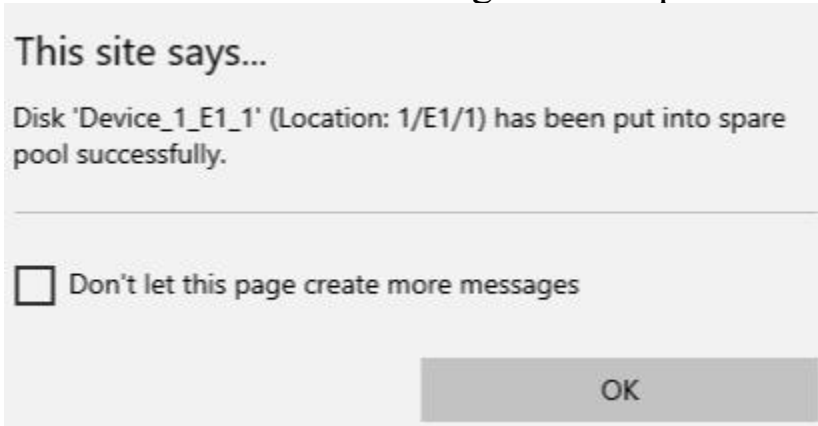 This site says...
Disk 'Device_1_E1_1' (Location: 1/E1/1) has been put into spare
pool successfully.
Don't let this page create more messages
OK